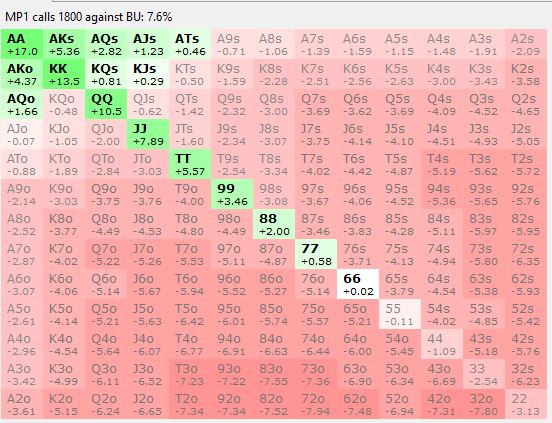 MP1 calls 1800 against BU: 7.6%
AA AKs AQs AJs ATs A9s A8s A7s A6s A5s A4s A3s A2s
+17.0 +5.36 +2.82 +1.23 +0.46 -0.71 -1.06 -1.39 -1.59 -1.15 -1.48 -1.91 -2.09
AKo KK KQs KJs KTs K9s K8s K7s K6s K5s K4s K3s K2s
+4.37 +13.5 +0.81 +0.29 -0.50 -1.59 -2.28 -2.51 -2.56 -2.63 -3.00 -3.43 -3.58
AQo KQo QQ QJs QTs Q9s Q8s Q7s Q6s Q5s Q4s Q3s Q2s
+1.66 -0.48 +10.5 -0.62 -1.42 -2.32 -3.00 -3.69 -3.62 -3.69 -4.09 -4.52 -4.65
AJo KJo QJo JJ JTs J9s J8s J7s J6s J5s J4s J3s J2s
-0.07 -1.05 -2.00 +7.89 -1.60 -2.34 -3.07 -3.75 -4.14 -4.10 -4.51 -4.93 -5.05
ATo KTo QTo JTo TT T9s T8s T7s T6s T5s T4s T3s T2s
-0.88 -1.89 -2.84 -3.03 +5.57 -2.54 -3.34 -4.02 -4.42 -4.87 -5.19 -5.62 -5.72
A9o K9o Q9o J9o T9o 99 98s 97s 96s 95s 94s 93s 92s
-2.14 -3.03 -3.75 -3.76 -4.00 +3.46 -3.08 -3.67 -4.06 -4.52 -5.36 -5.65 -5.76
A8o K8o Q8o J8o T8o 98o 88 87s 86s 85s 84s 83s 82s
-2.52 -3.77 -4.49 -4.53 -4.80 -4.49 +2.00 -3.46 -3.83 -4.28 -5.11 -5.97 -5.95
A7o K7o Q7o J7o T7o 97o 87o 77 76s 75s 74s 73s 72s
-2.87 -4.02 -5.22 -5.26 -5.53 -5.11 -4.87 +0.58 -3.71 -4.13 -4.94 -5.80 -6.35
A6o K6o Q6o J6o T6o 96o 86o 76o 66 65s 64s 63s 62s
-3.07 -4.06 -5.14 -5.67 -5.94 -5.52 -5.27 -5.14 +0.02 -3.79 -4.54 -5.38 -5.93
A5o K5o Q5o J5o T5o 95o 85o 75o 65o 55 54s 53s 52s
-2.61 -4.14 -5.21 -5.63 -6.42 -6.01 -5.74 -5.57 -5.21 -0.11 -4.02 -4.85 -5.42
A4o K4o Q4o J4o T4o 94o 84o 74o 64o 54o 44 43s 42s
-2.96 -4.54 -5.64 -6.07 -6.77 -6.91 -6.63 -6.44 -6.00 -5.45 -1.09 -5.18 -5.76
A3o K3o Q3o J3o T3o 93o 83o 73o 63o 53o 43o 33 32s
-3.42 -4.99 -6.11 -6.52 -7.23 -7.22 -7.55 -7.36 -6.90 -6.34 -6.69 -2.54 -6.23
A2o K2o Q2o J2o T2o 92o 82o 72o 62o 52o 42o 32o 22
-3.61 -5.15 -6.24 -6.65 -7.34 -7.34 -7.52 -7.94 -7.48 -6.94 -7.31 -7.80 -3.13